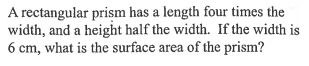 A rectangular prism has a length four times the
width, and a height half the width.  If the width is
6 cm, what is the surface area of the prism?